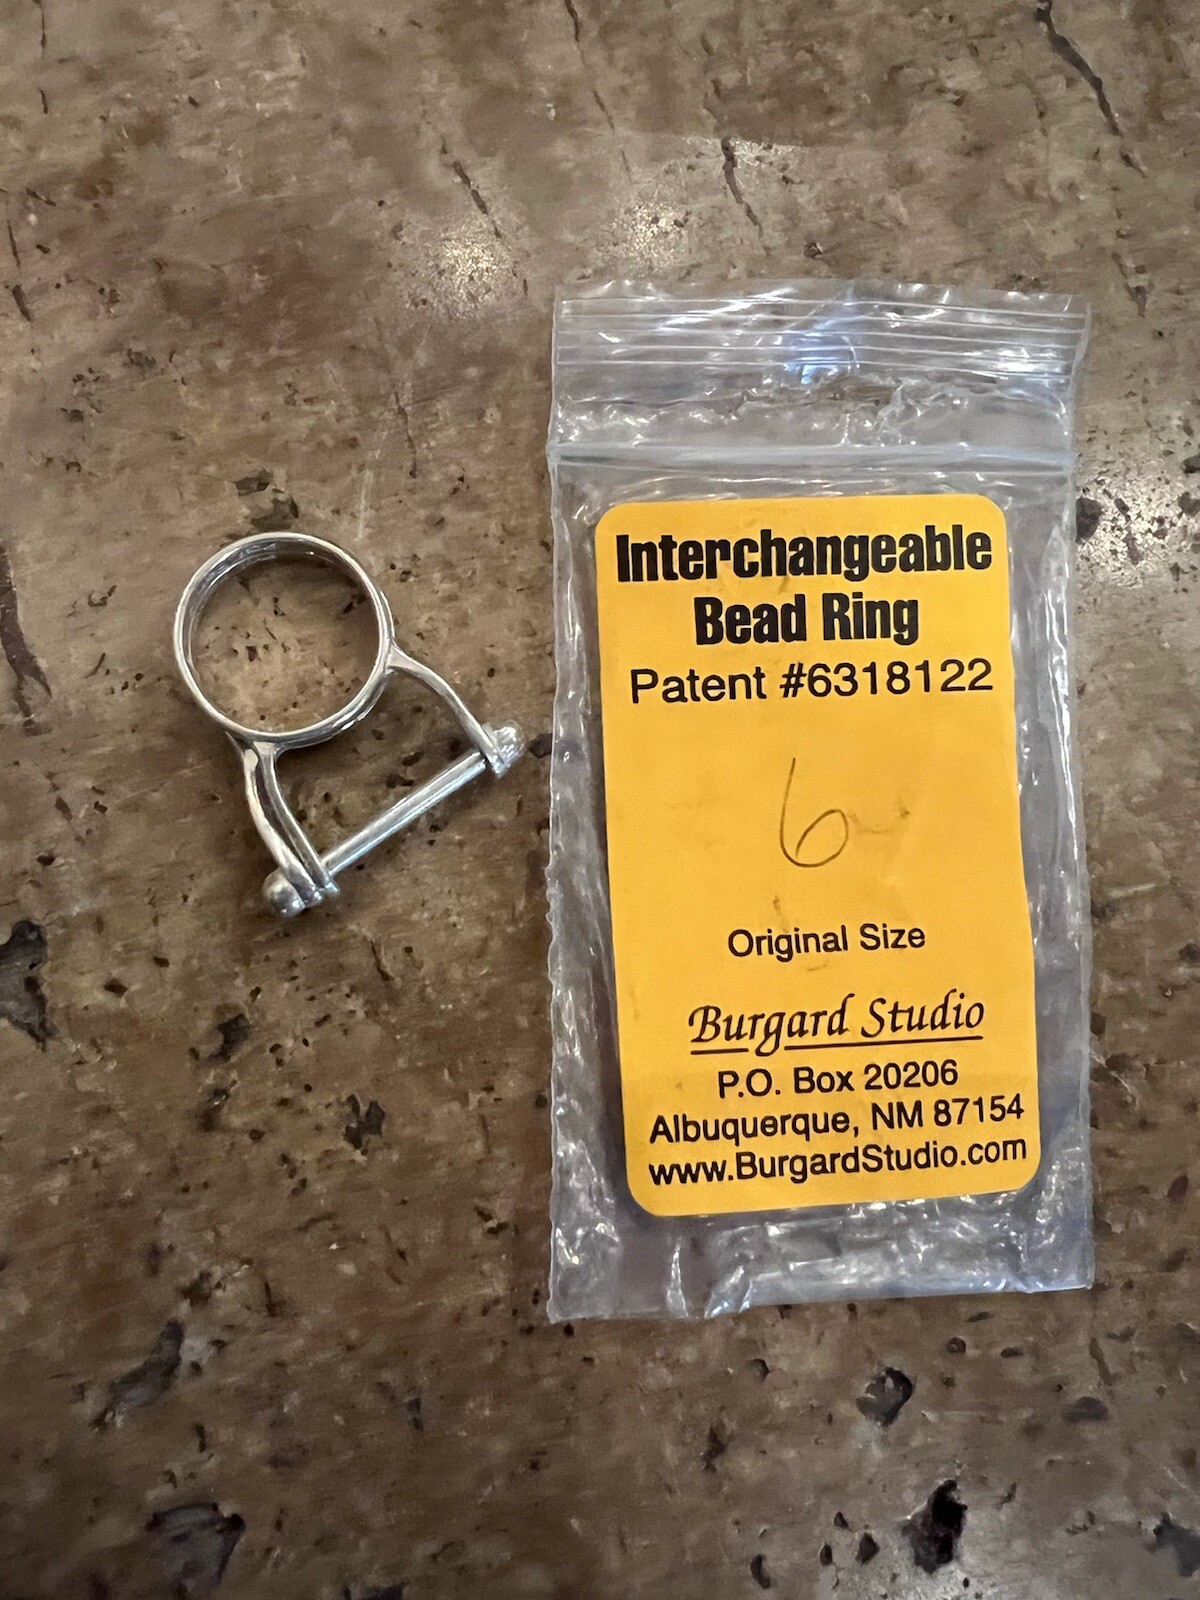 Interchangeable
Bead Ring
Patent #6318122
6
Original Size
Burgard Studio
P.O. Box 20206
Albuquerque, NM 87154
www.BurgardStudio.com